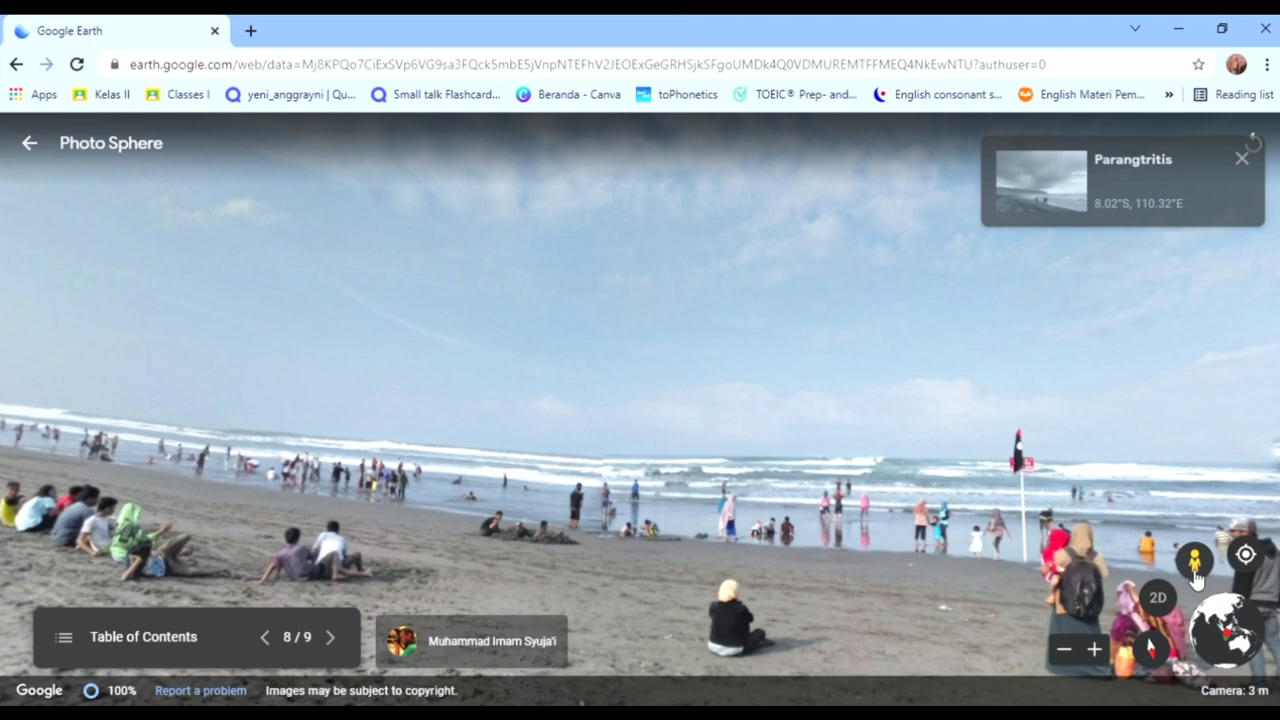 Google Earth
earth.google.com/web/data=Mj8KPQo7CiExSVp6VG9sa3FQck5mbE5jVnpNTEFhV2JEOExGeGRHSjkSFgoUMDk4Q0VDMUREMTFFMEQ4NkEwNTU?authuser=0
Apps Kelas II Classes I yeni_anggrayni | Qu... Small talk Flashcard... Beranda - Canva toPhonetics TOEIC® Prep- and... English consonant s... English Materi Pem... » Reading list
Photo Sphere
Parangtritis
8.02°S, 110.32°E
2D
Table of Contents 8 / 9
Muhammad Imam Syuja'i
Google 100% Report a problem Images may be subject to copyright. Camera: 3 m